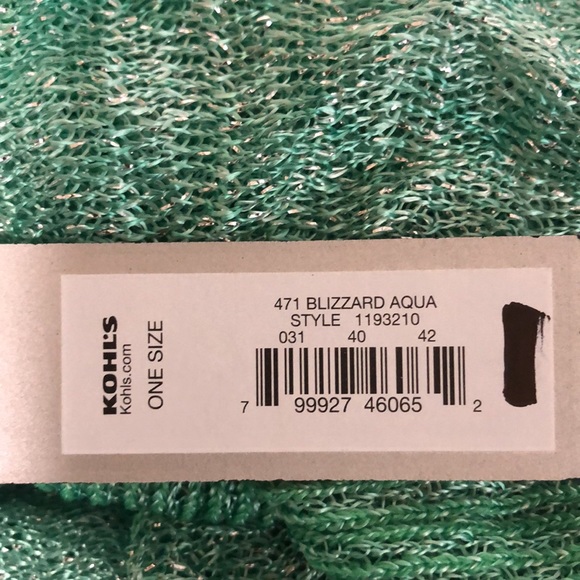 KOHL'S
Kohls.com
ONE SIZE
471 BLIZZARD AQUA
STYLE 1193210
031 40 42
7 99927 46065 2